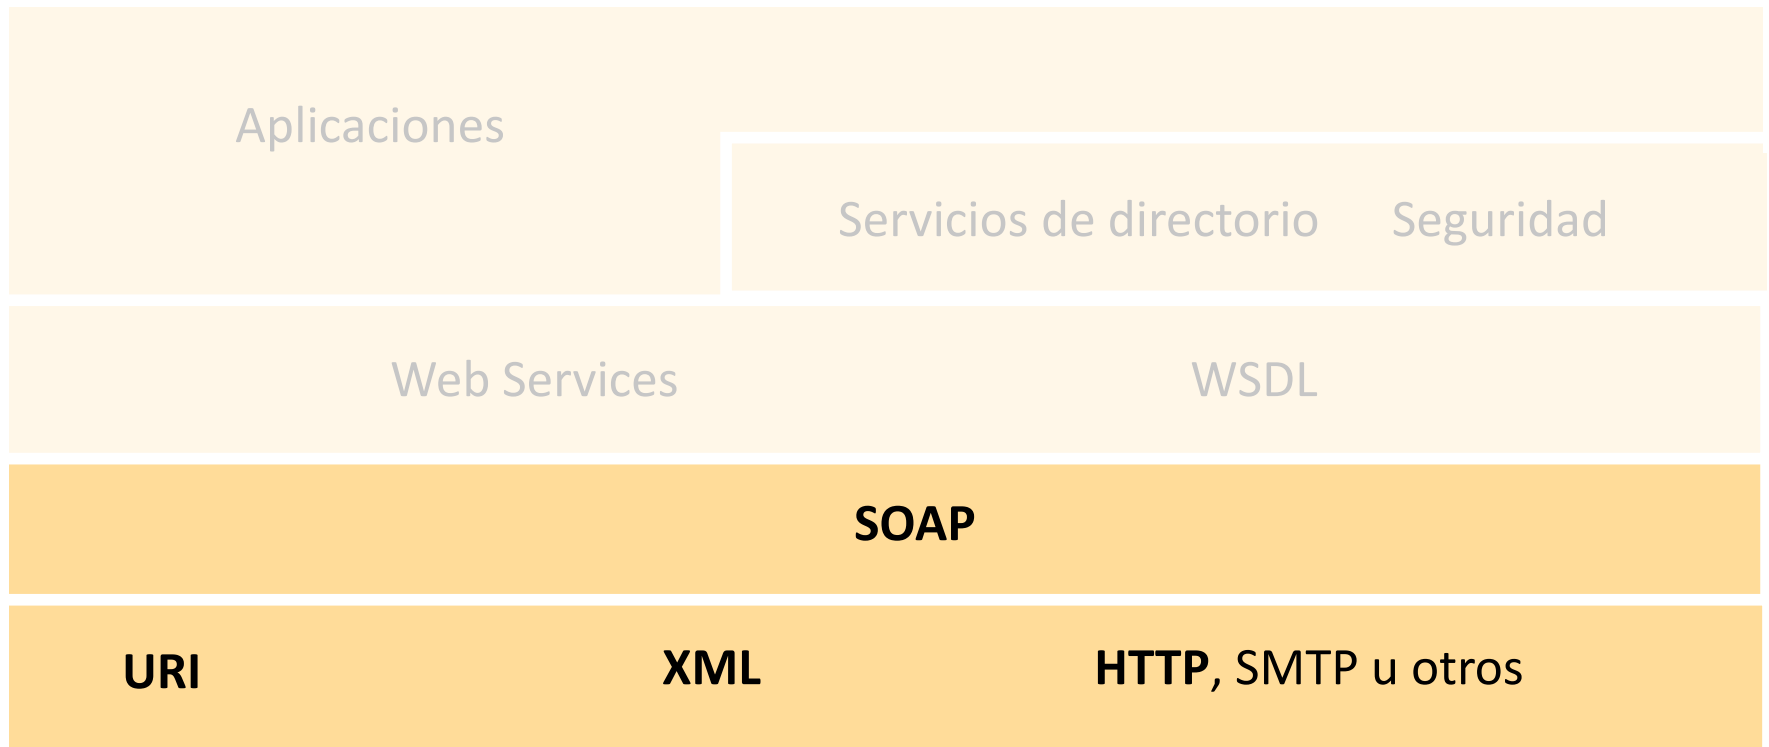 Aplicaciones
Servicios de directorio Seguridad
Web Services WSDL
SOAP
URI XML HTTP, SMTP u otros